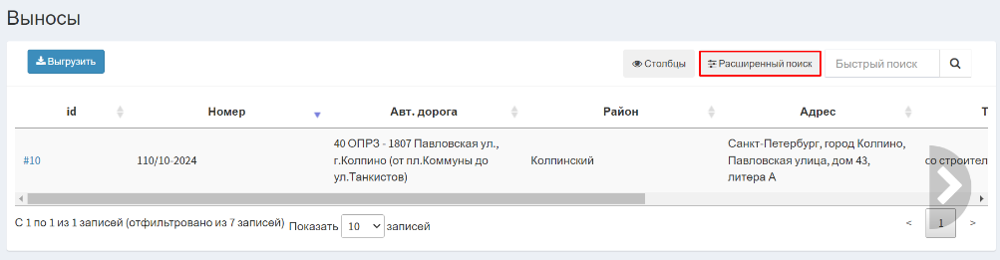 Выносы
Выгрузить
Столбцы
Расширенный поиск
Быстрый поиск
id
Номер
Авт. дорога
Район
Адрес
Т
#10
110/10-2024
40 ОПРЗ - 1807 Павловская ул.,
г.Колпино (от пл.Коммуны до
ул.Танкистов)
Колпинский
Санкт-Петербург, город Колпино,
Павловская улица, дом 43,
литера А
со строител
С 1 по 1 из 1 записей (отфильтровано из 7 записей)
Показать 10 записей
< 1 >